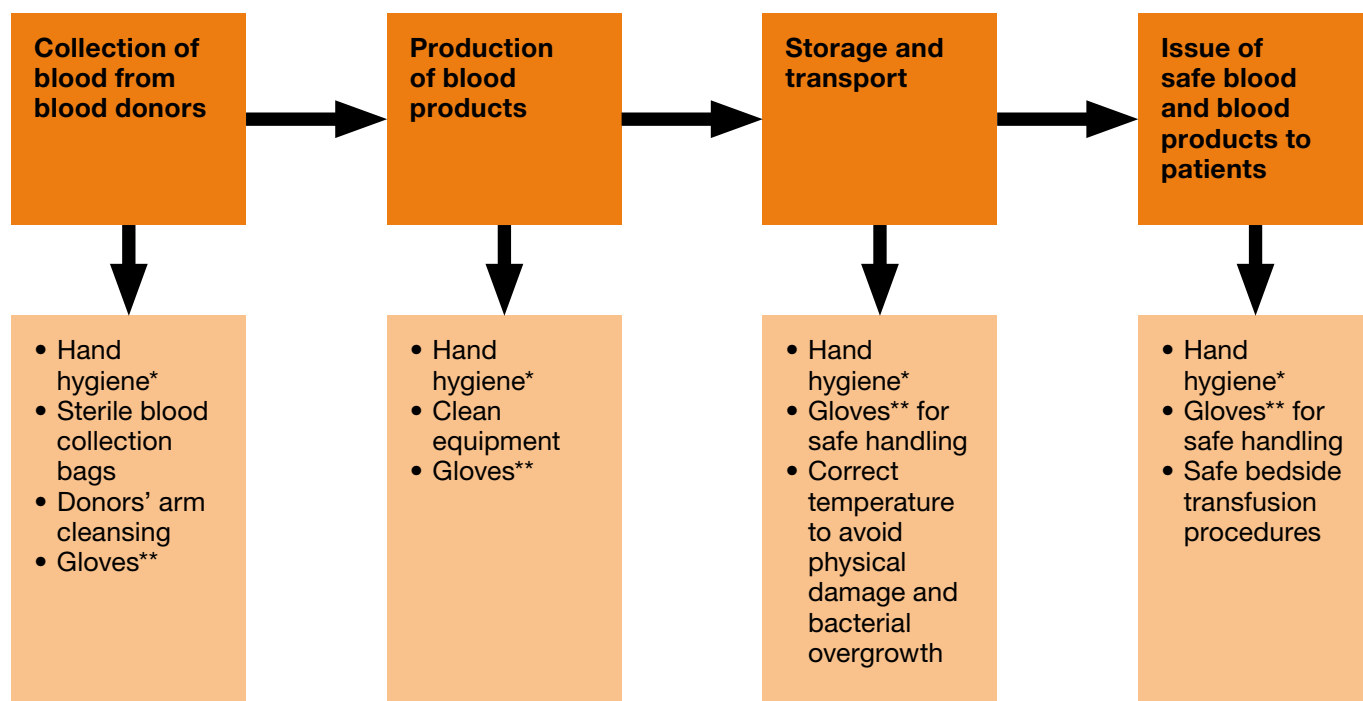 Collection of
blood from
blood donors
Production
of blood
products
Storage and
transport
Issue of
safe blood
and blood
products to
patients
• Hand
hygiene*
• Sterile blood
collection
bags
• Donors’ arm
cleansing
• Gloves**
• Hand
hygiene*
• Clean
equipment
• Gloves**
• Hand
hygiene*
• Gloves** for
safe handling
• Correct
temperature
to avoid
physical
damage and
bacterial
overgrowth
• Hand
hygiene*
• Gloves** for
safe handling
• Safe bedside
transfusion
procedures